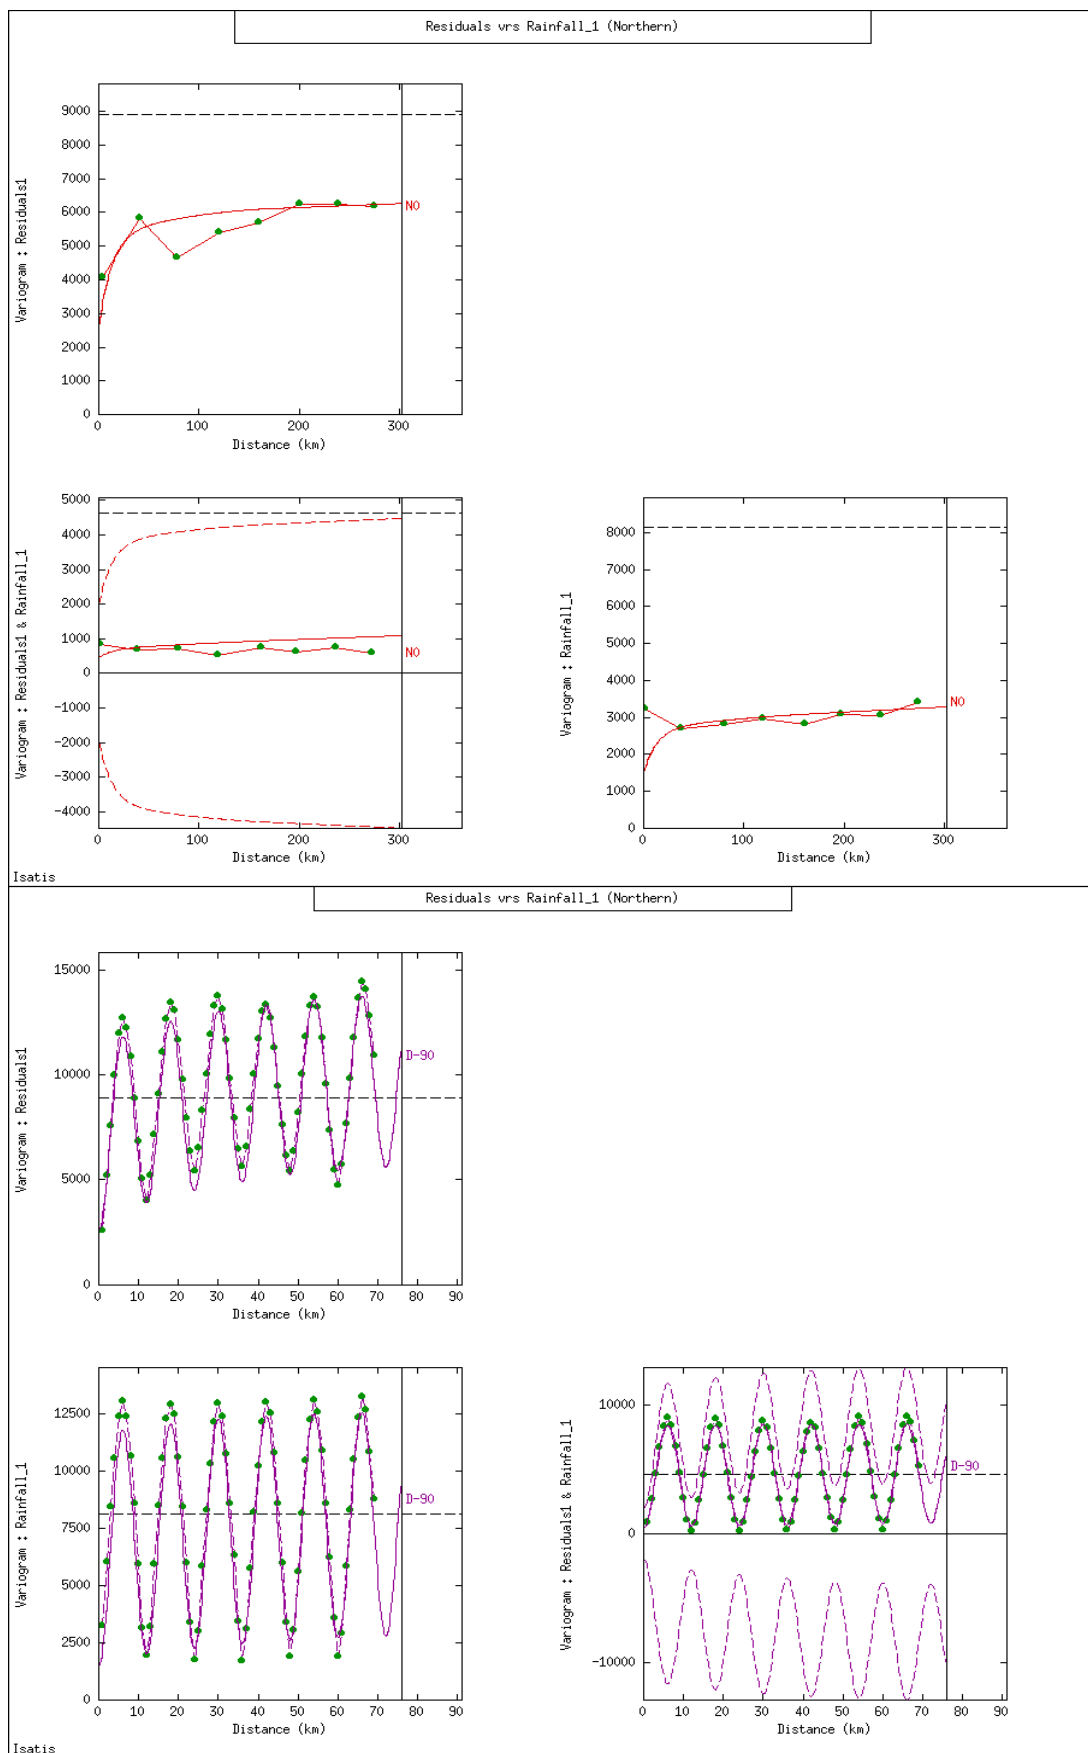 Residuals vrs Rainfall_1 (Northern)
Variogram : Residuals1
9000
8000
7000
6000
5000
4000
3000
2000
1000
0
N0
0 100 200 300
Distance (km)
Variogram : Residuals1 & Rainfall_1
5000
4000
3000
2000
1000
0
-1000
-2000
-3000
-4000
N0
0 100 200 300
Distance (km)
Variogram : Rainfall_1
8000
7000
6000
5000
4000
3000
2000
1000
0
N0
0 100 200 300
Distance (km)
Isatis
Residuals vrs Rainfall_1 (Northern)
Variogram : Residuals1
15000
10000
5000
0
D-90
0 10 20 30 40 50 60 70 80 90
Distance (km)
Variogram : Rainfall_1
12500
10000
7500
5000
2500
0
D-90
0 10 20 30 40 50 60 70 80 90
Distance (km)
Variogram : Residuals1 & Rainfall_1
10000
0
-10000
D-90
0 10 20 30 40 50 60 70 80 90
Distance (km)
Isatis